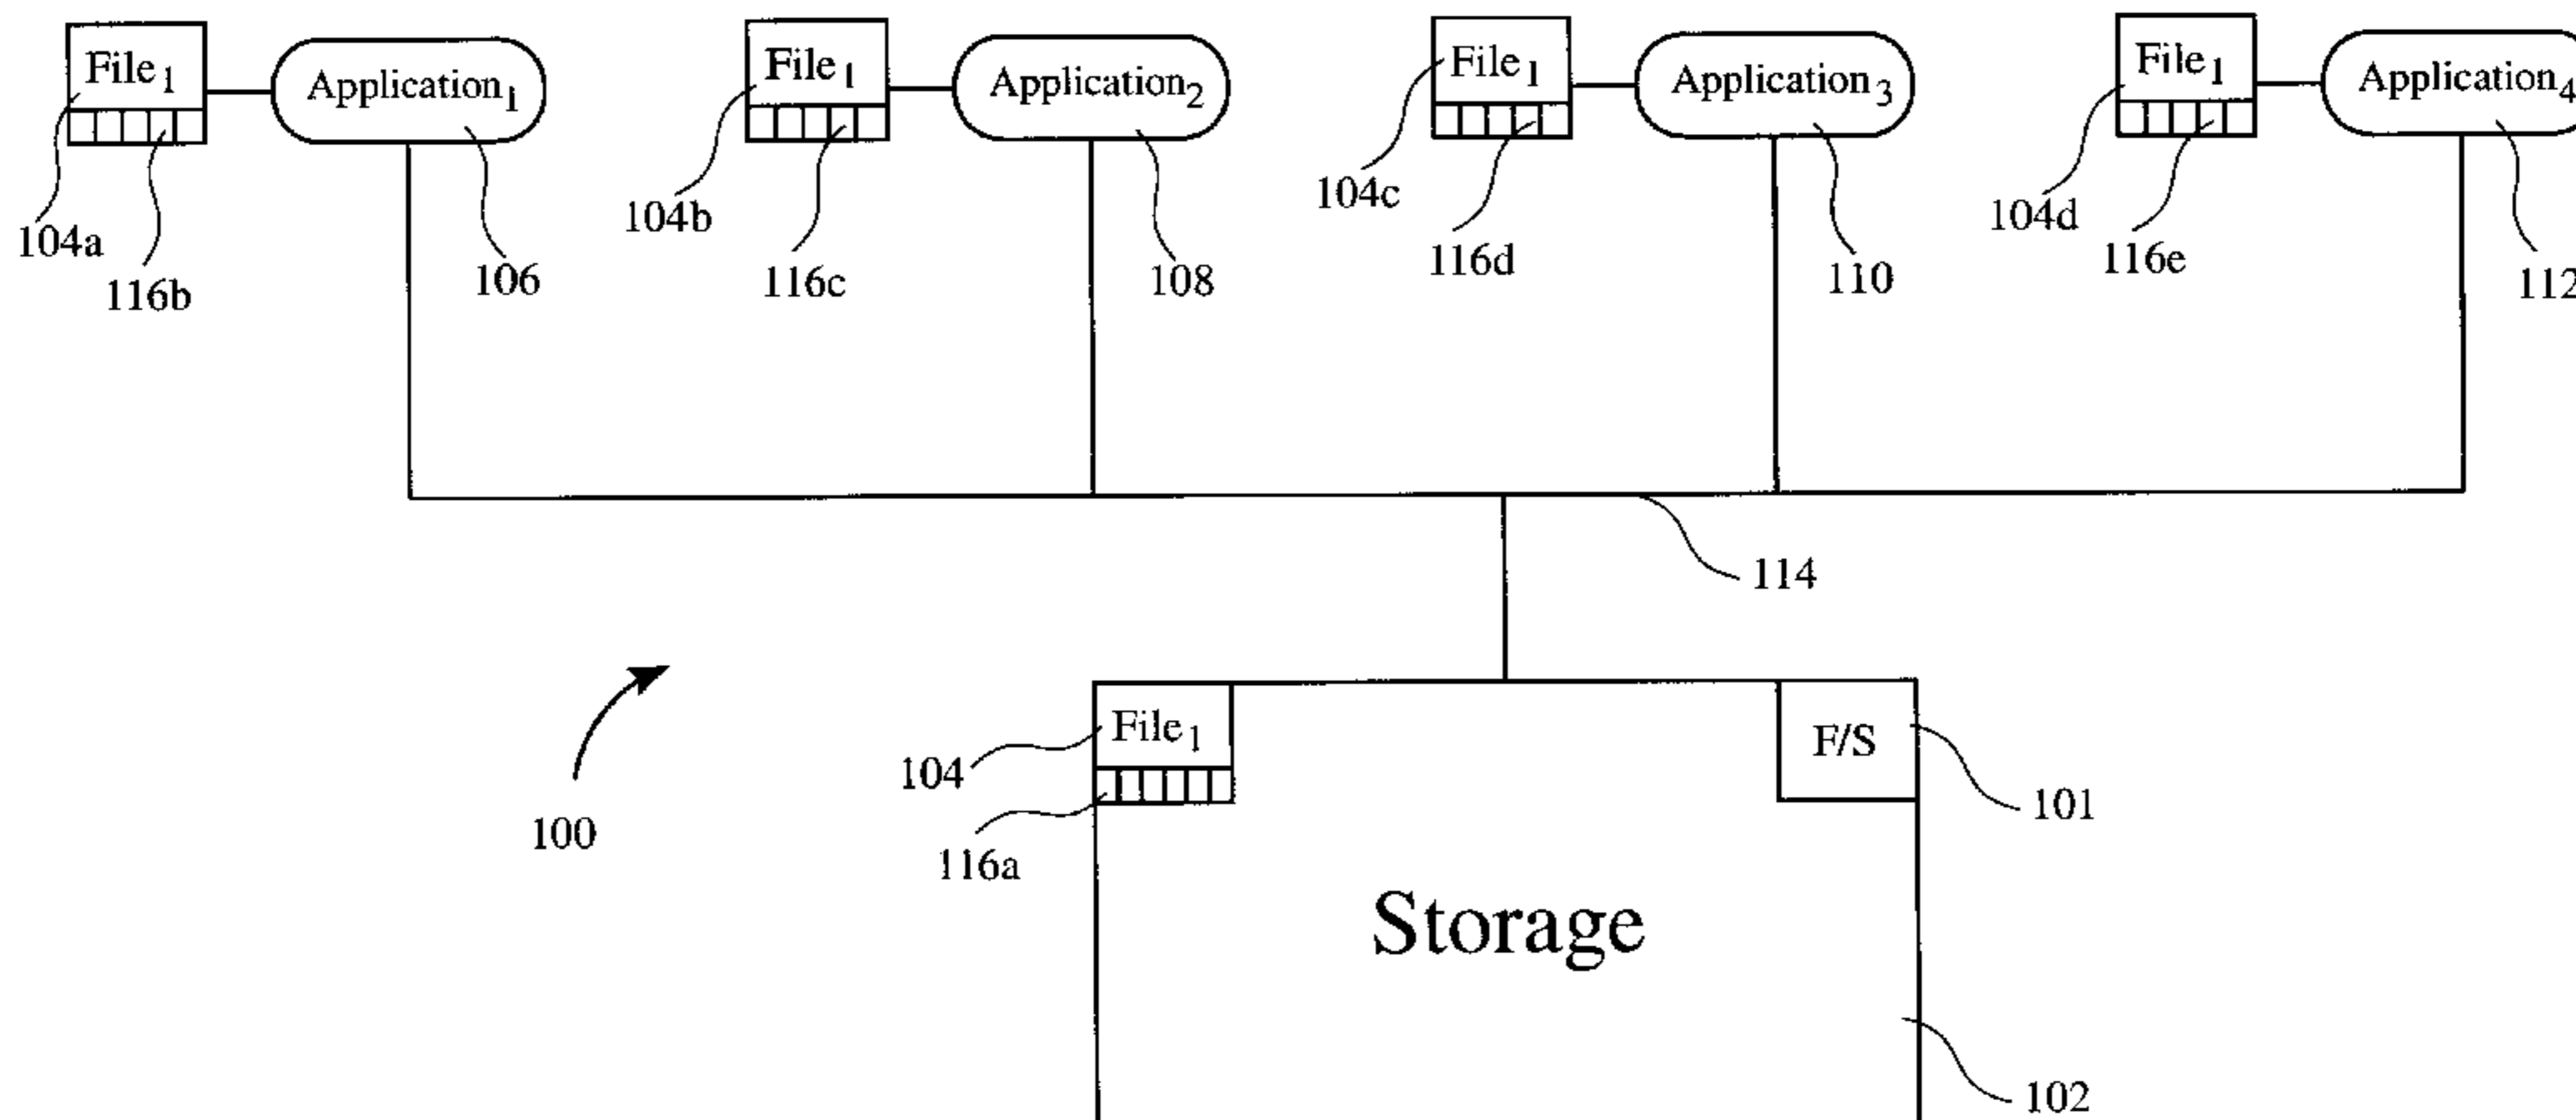 File₁ Application₁ File₁ Application₂ File₁ Application₃ File₁ Application₄
104a 116b 106 104b 116c 108 104c 116d 110 104d 116e 112
114
100
104 File₁ F/S 101
116a
Storage
102